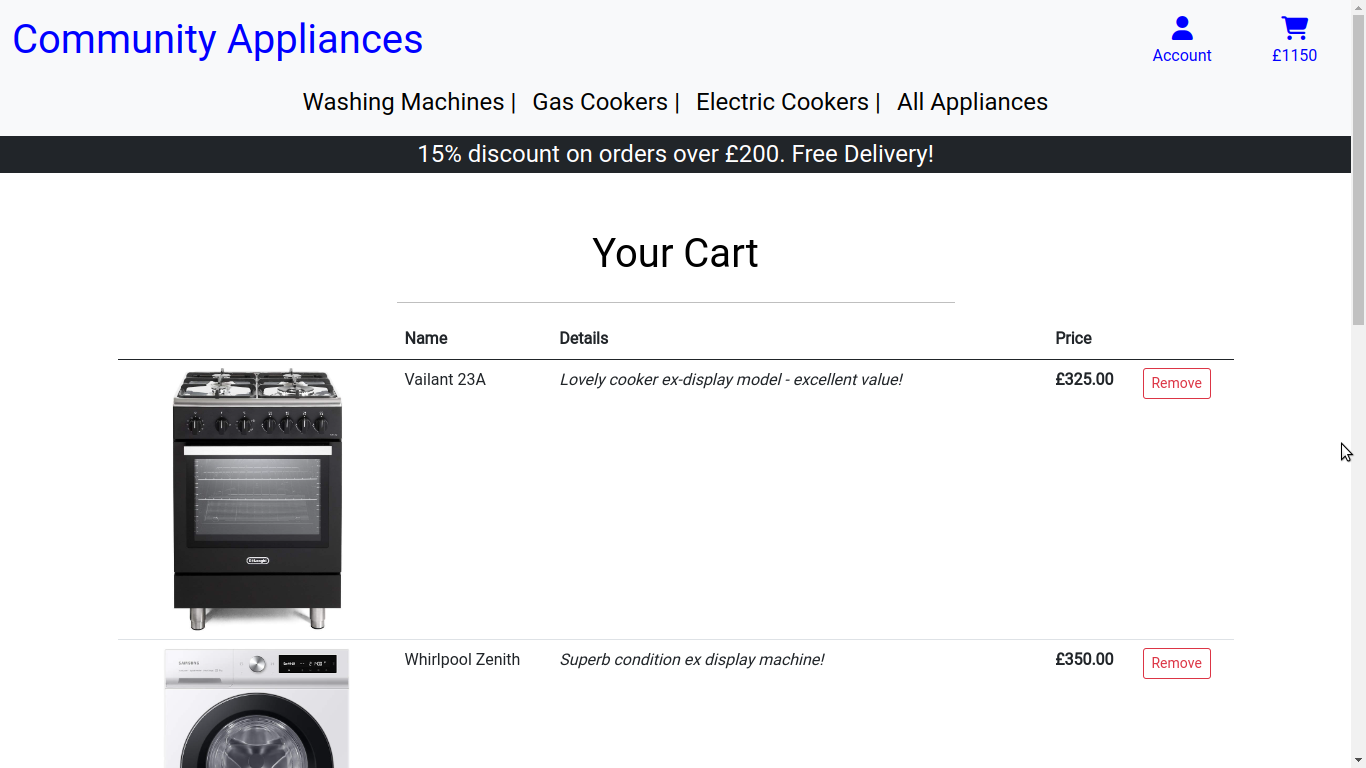 Community Appliances
Account
£1150
Washing Machines | Gas Cookers | Electric Cookers | All Appliances
15% discount on orders over £200. Free Delivery!
Your Cart
Name Details Price
Vailant 23A Lovely cooker ex-display model - excellent value! £325.00 Remove
DeLonghi
Whirlpool Zenith Superb condition ex display machine! £350.00 Remove
SAMSUNG